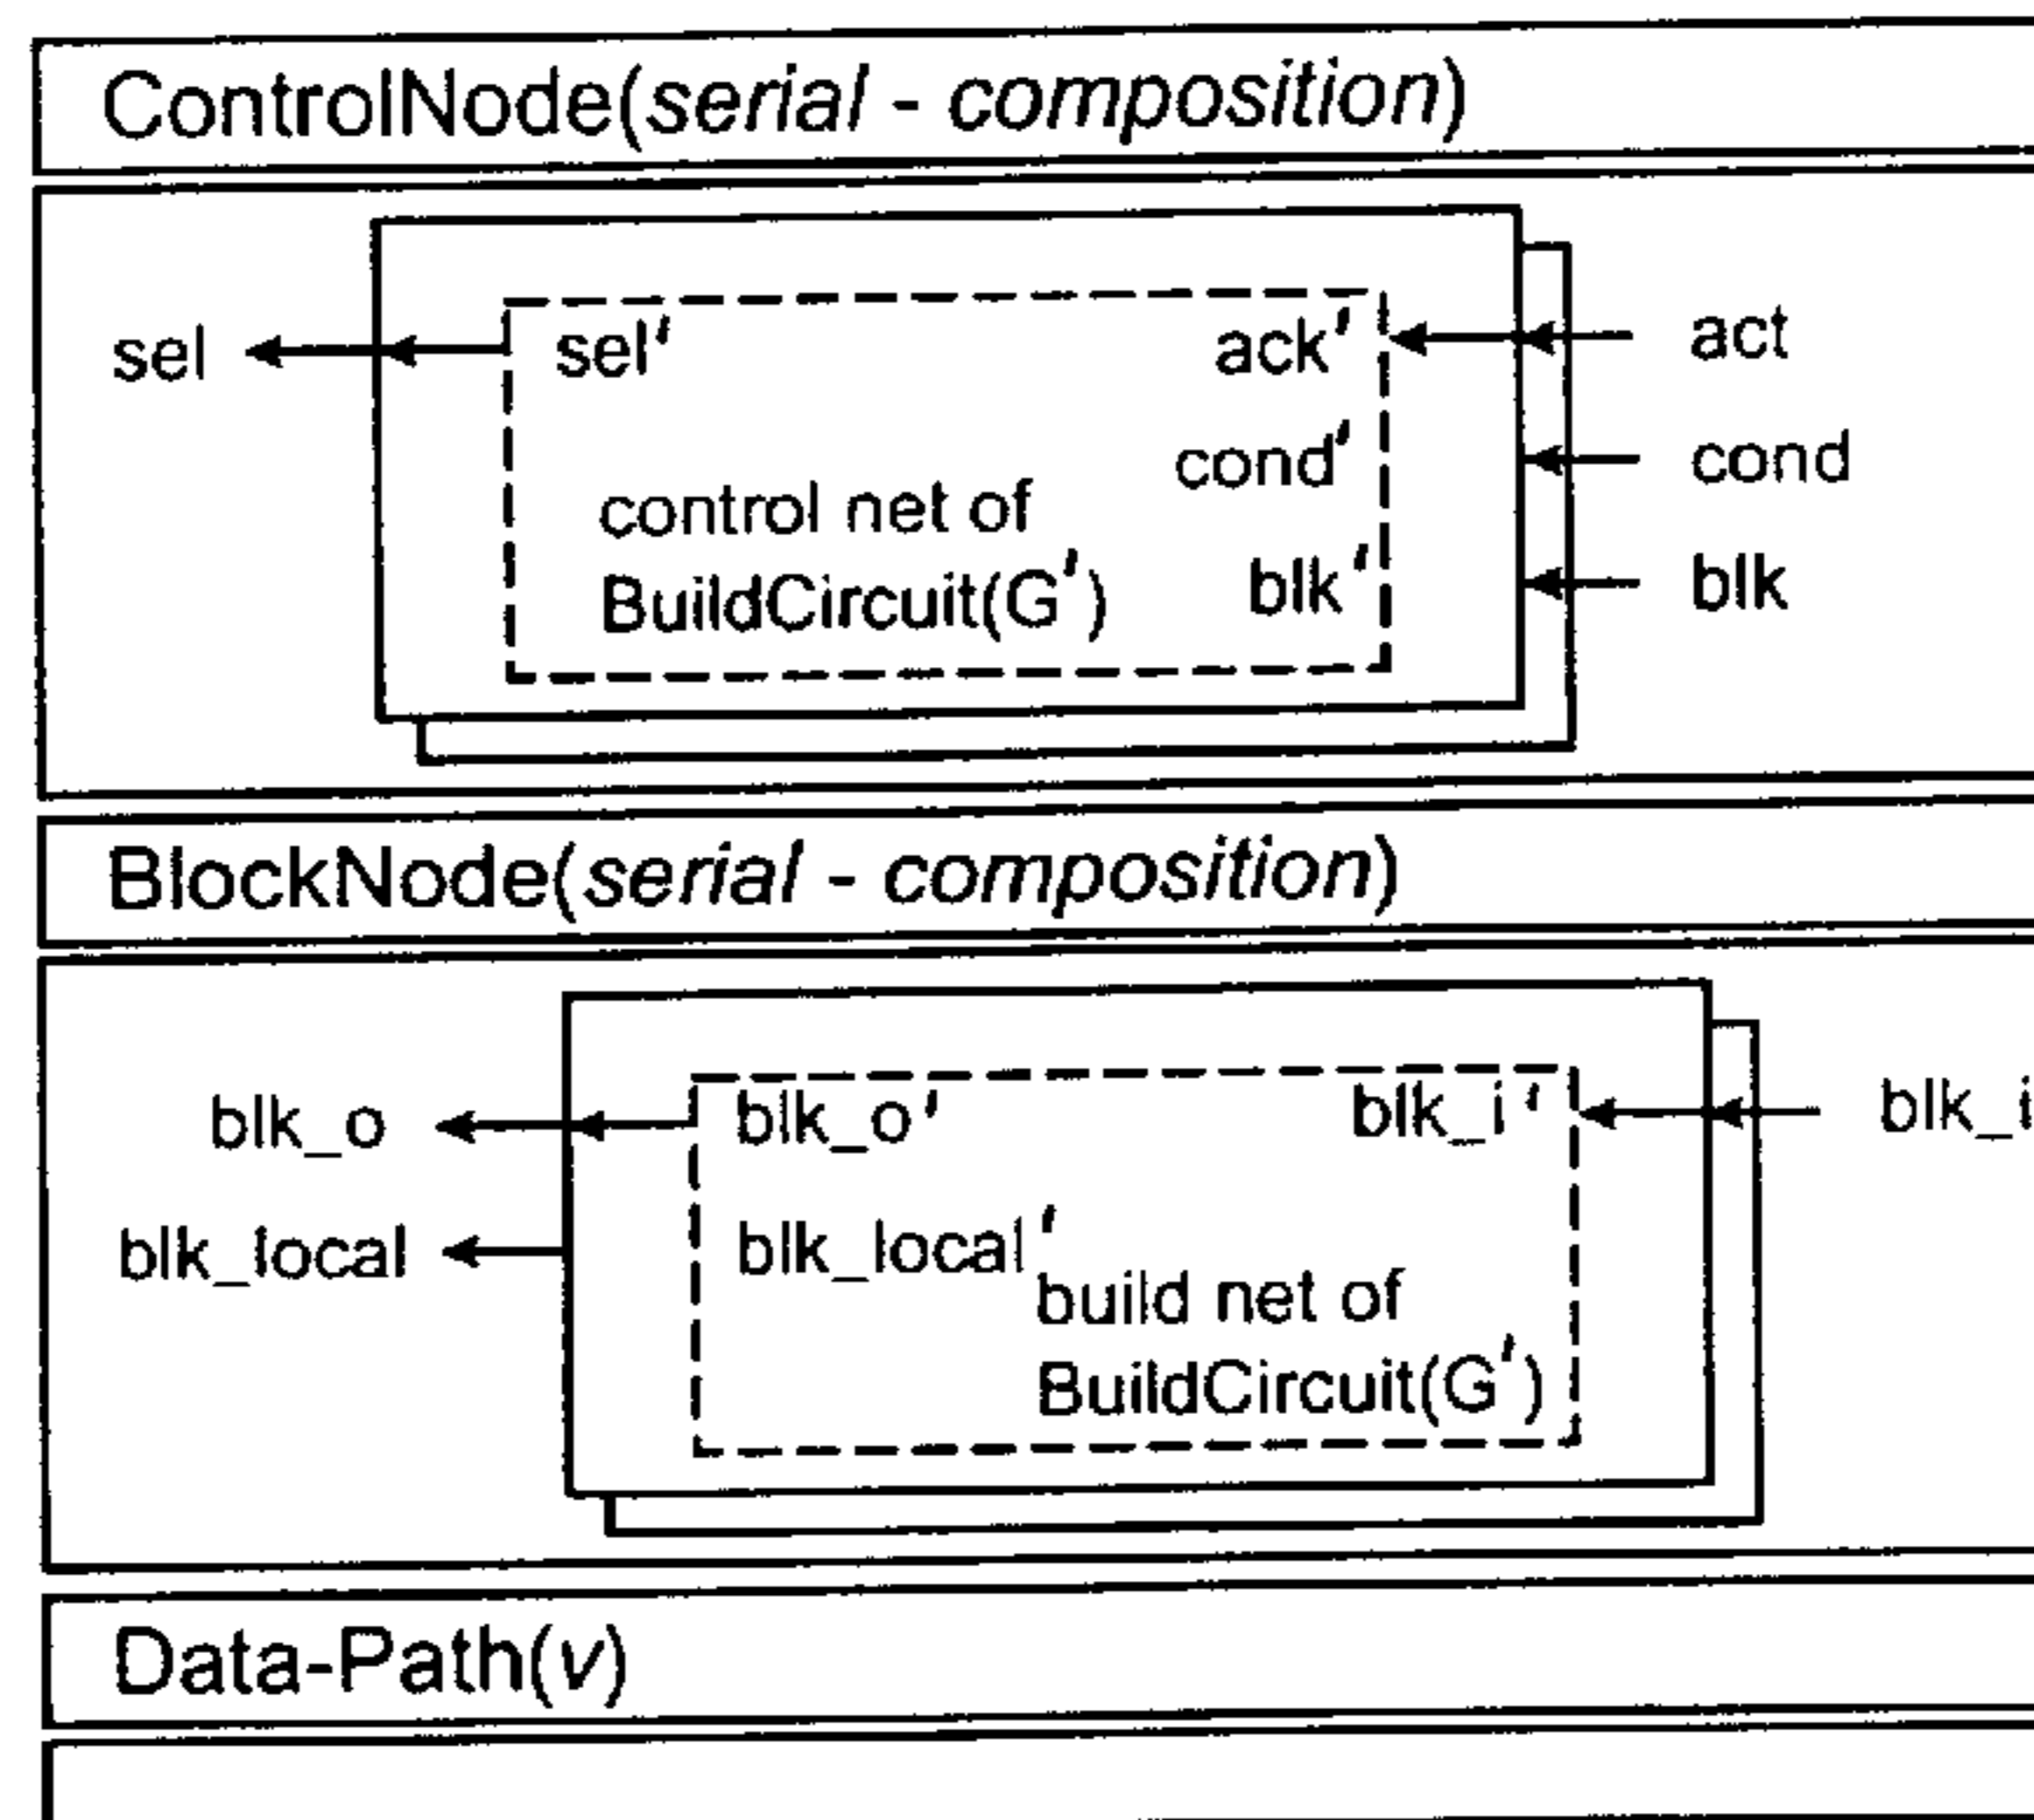 ControlNode(serial - composition)
sel sel′ ack′ act
cond′ cond
control net of
BuildCircuit(G′) blk′ blk
BlockNode(serial - composition)
blk_o blk_o′ blk_i′ blk_i
blk_local blk_local′
build net of
BuildCircuit(G′)
Data-Path(v)